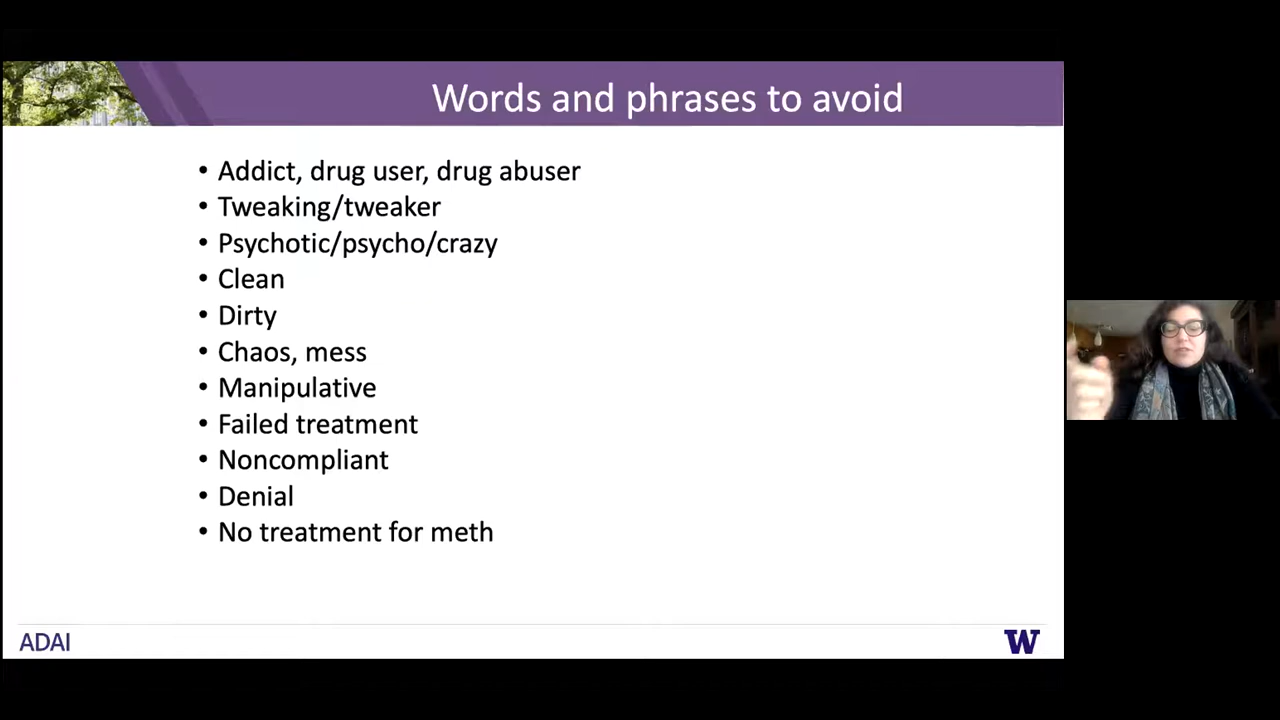 Words and phrases to avoid
• Addict, drug user, drug abuser
• Tweaking/tweaker
• Psychotic/psycho/crazy
• Clean
• Dirty
• Chaos, mess
• Manipulative
• Failed treatment
• Noncompliant
• Denial
• No treatment for meth
ADAI
W